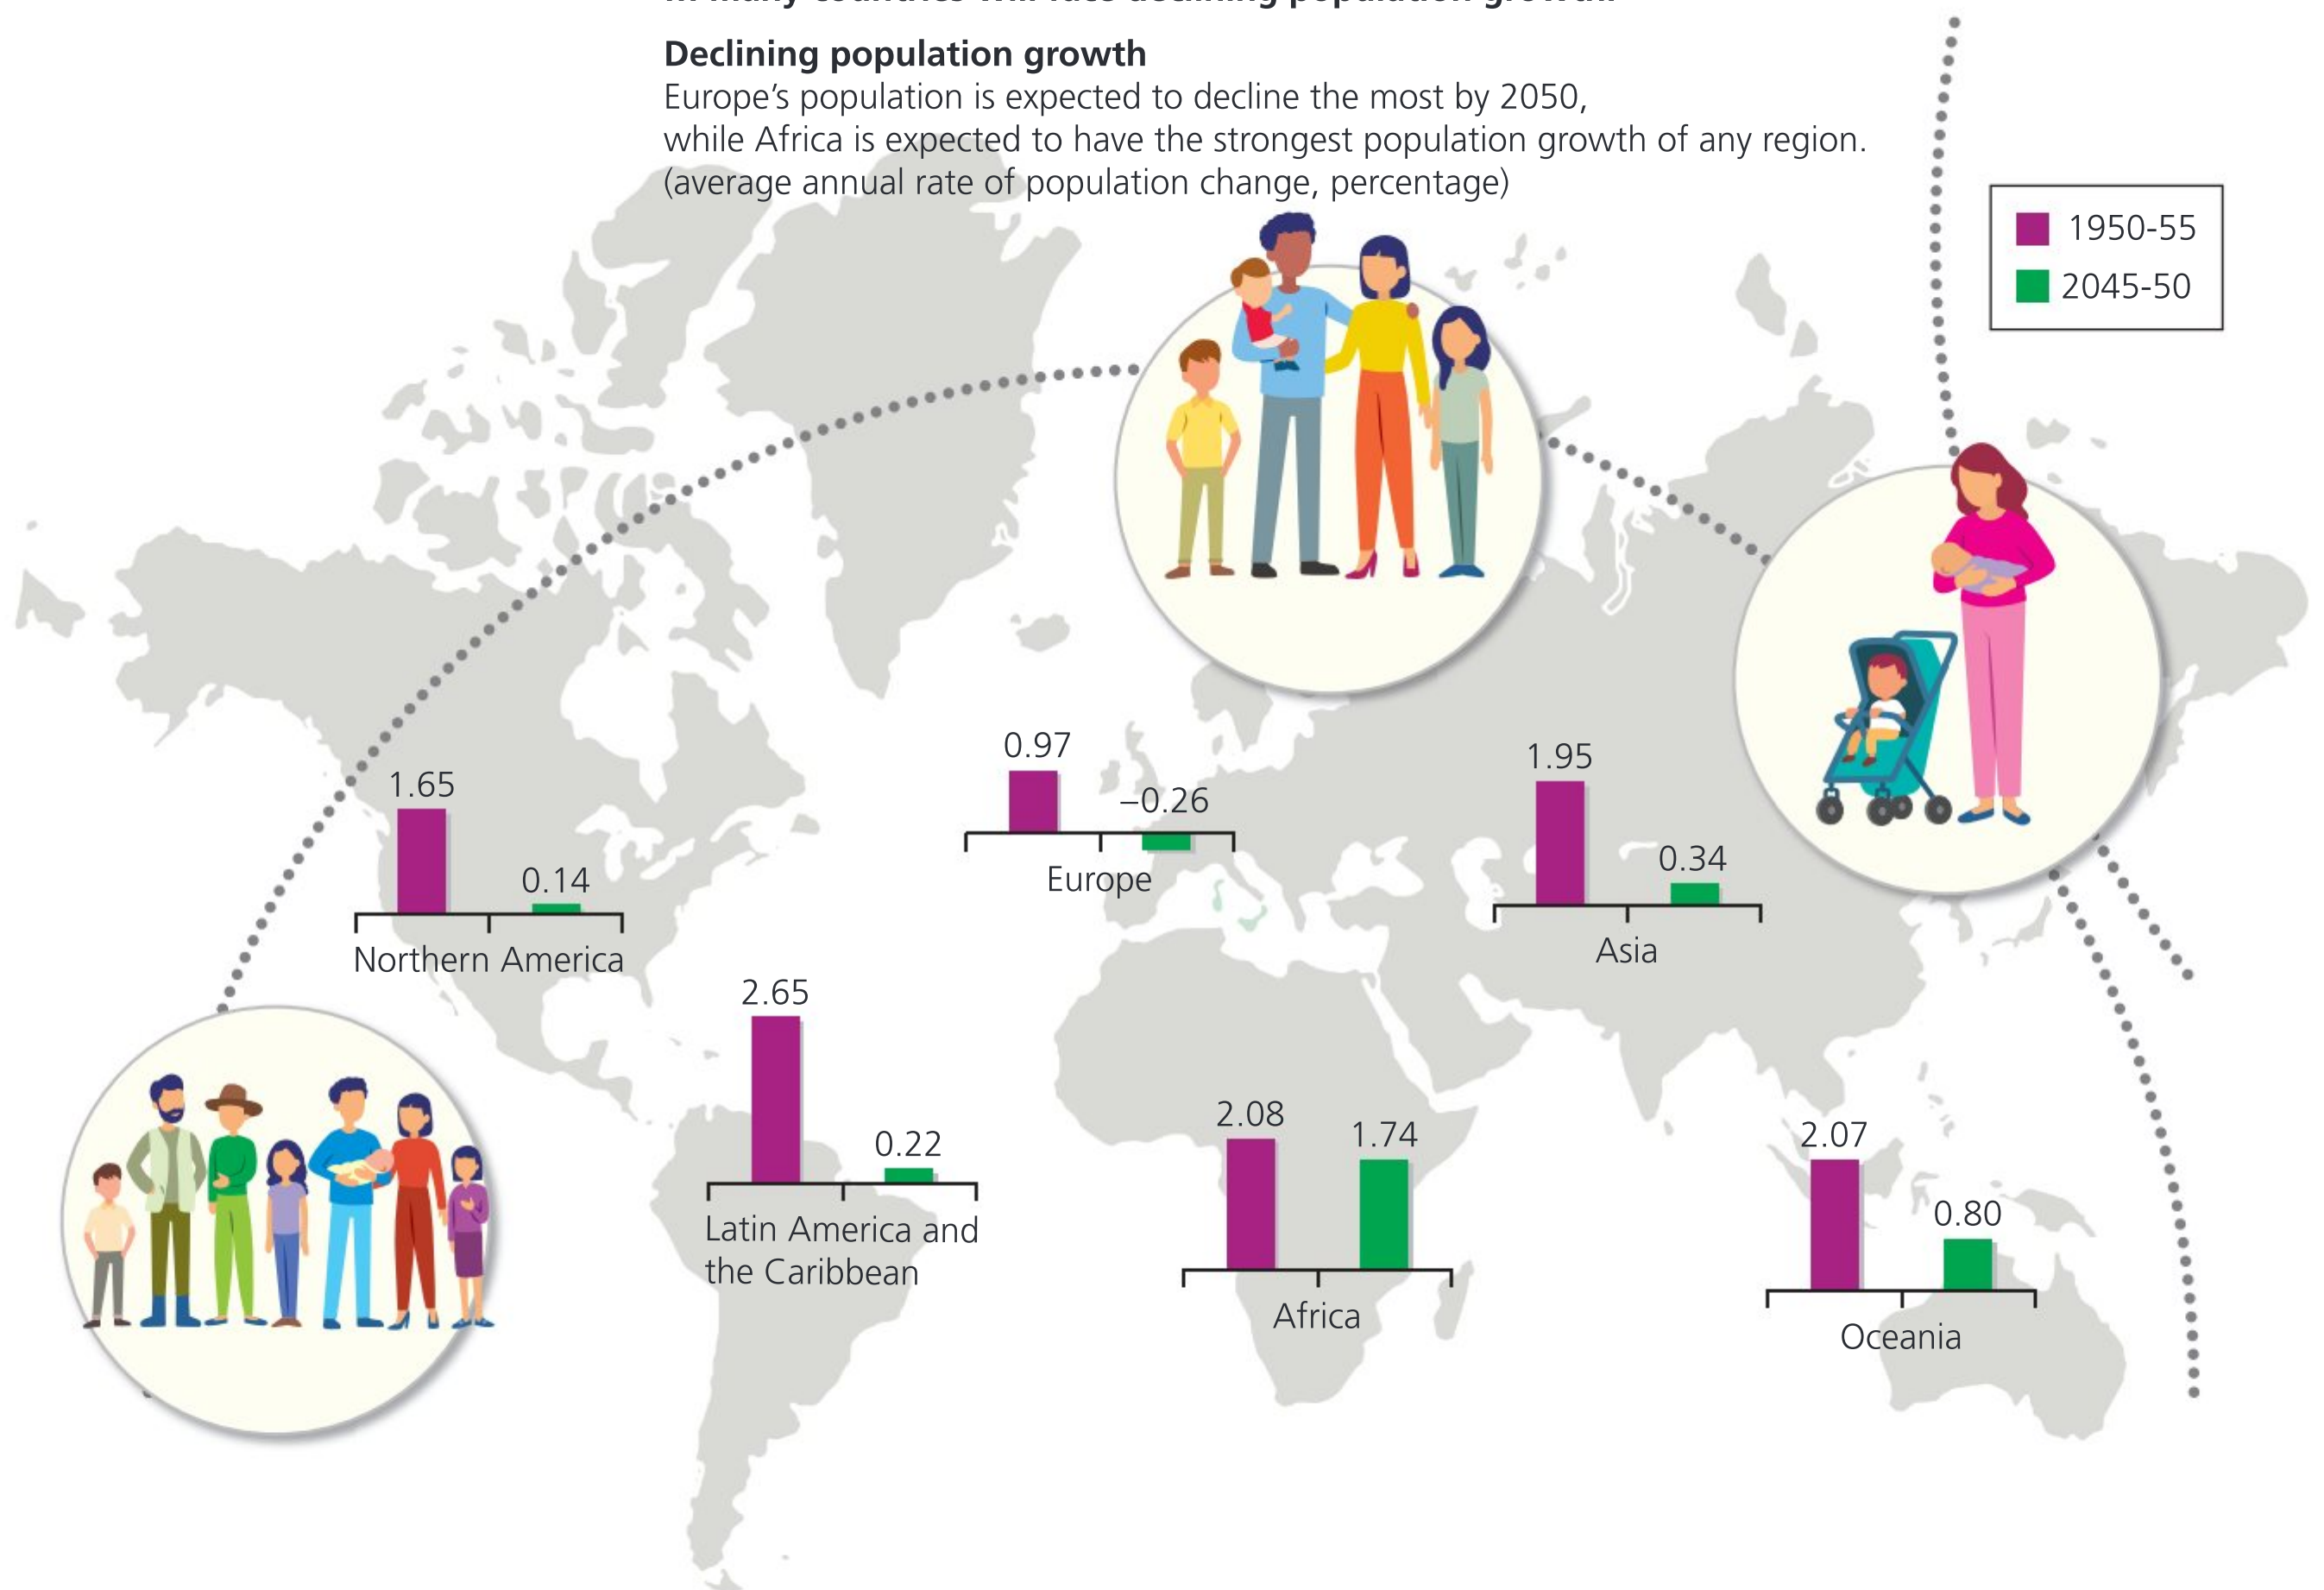 Declining population growth
Europe’s population is expected to decline the most by 2050,
while Africa is expected to have the strongest population growth of any region.
(average annual rate of population change, percentage)
1950-55
2045-50
0.97
–0.26
Europe
1.95
0.34
Asia
1.65
0.14
Northern America
2.65
0.22
Latin America and
the Caribbean
2.08
1.74
Africa
2.07
0.80
Oceania